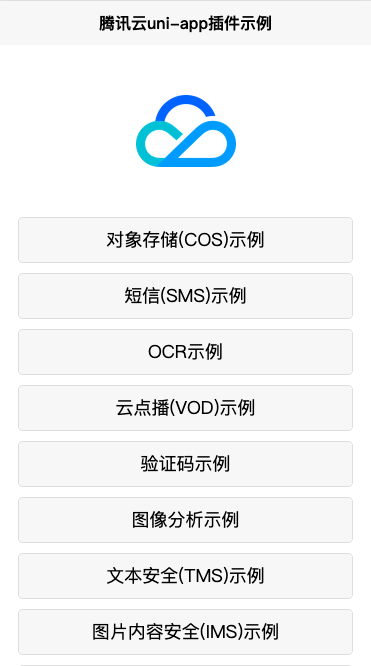 腾讯云uni-app插件示例
对象存储(COS)示例
短信(SMS)示例
OCR示例
云点播(VOD)示例
验证码示例
图像分析示例
文本安全(TMS)示例
图片内容安全(IMS)示例